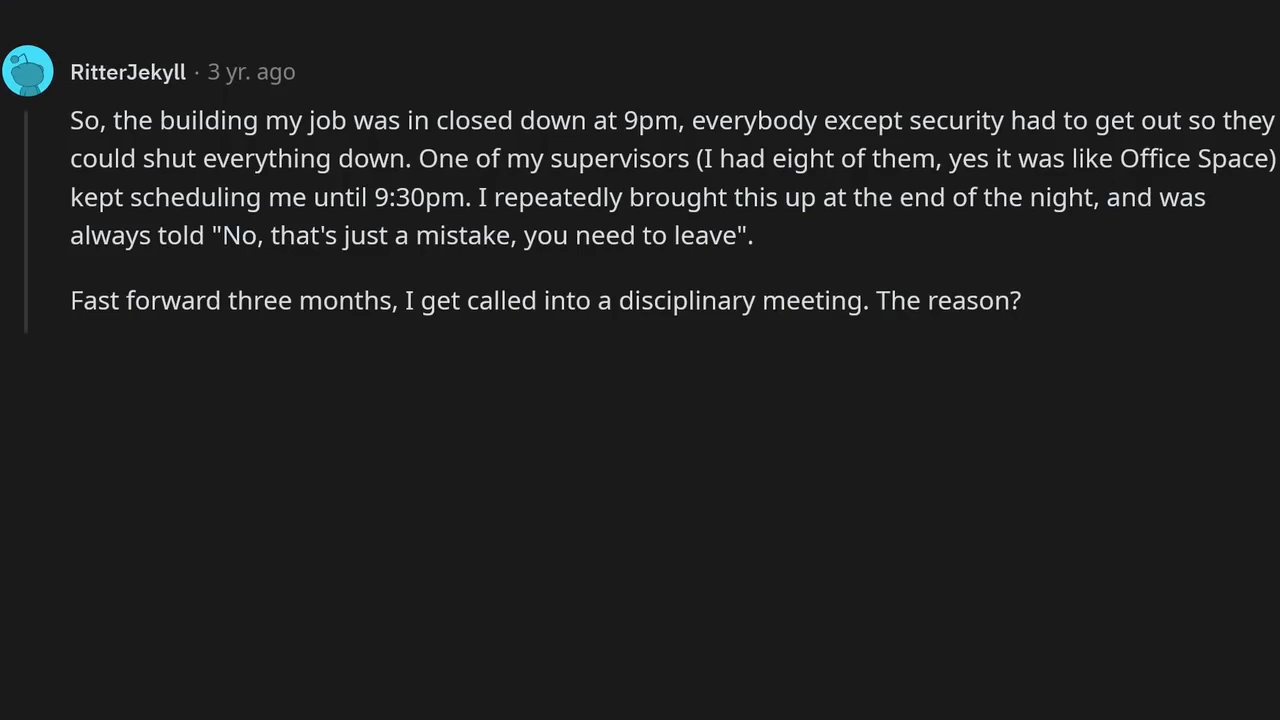 RitterJekyll · 3 yr. ago
So, the building my job was in closed down at 9pm, everybody except security had to get out so they
could shut everything down. One of my supervisors (I had eight of them, yes it was like Office Space)
kept scheduling me until 9:30pm. I repeatedly brought this up at the end of the night, and was
always told "No, that's just a mistake, you need to leave".
Fast forward three months, I get called into a disciplinary meeting. The reason?